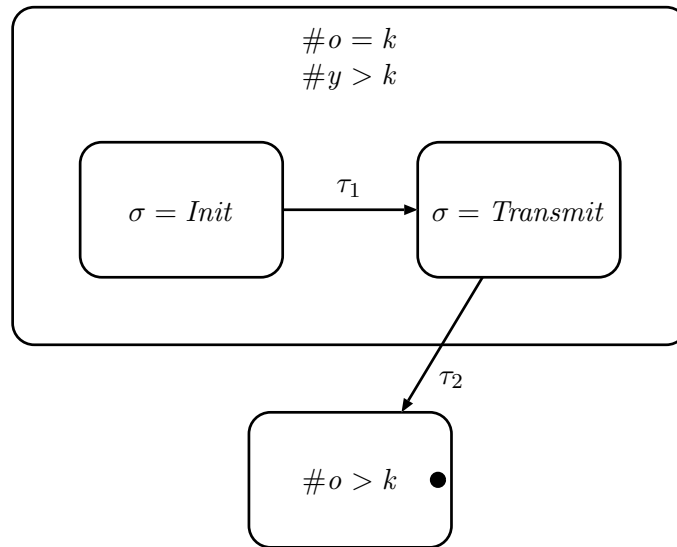 #o = k
#y > k
σ = Init
τ₁
σ = Transmit
τ₂
#o > k